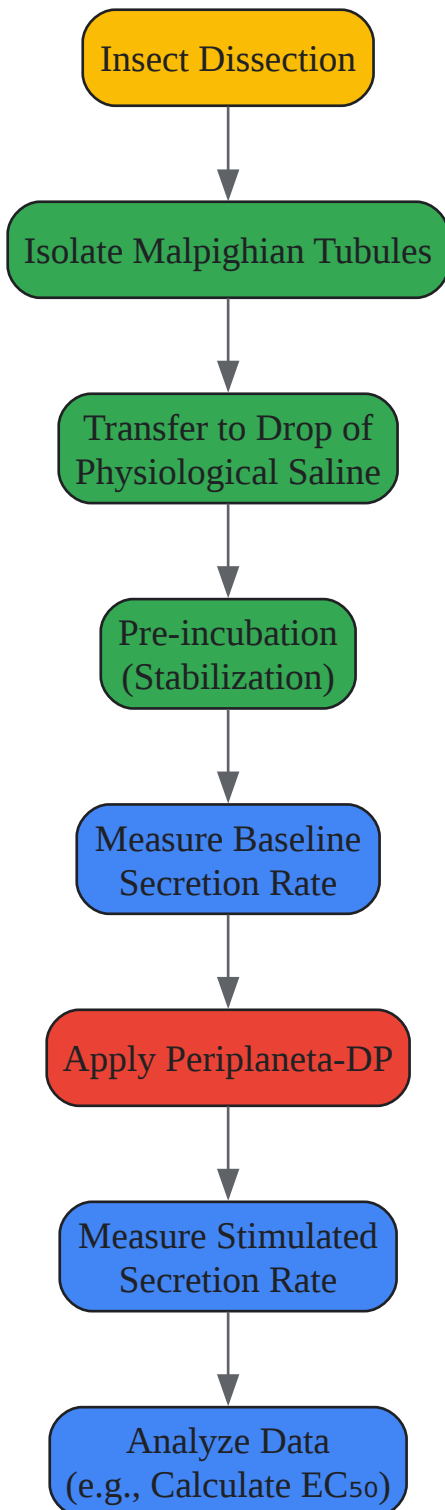 Insect Dissection
Isolate Malpighian Tubules
Transfer to Drop of
Physiological Saline
Pre-incubation
(Stabilization)
Measure Baseline
Secretion Rate
Apply Periplaneta-DP
Measure Stimulated
Secretion Rate
Analyze Data
(e.g., Calculate EC₅₀)